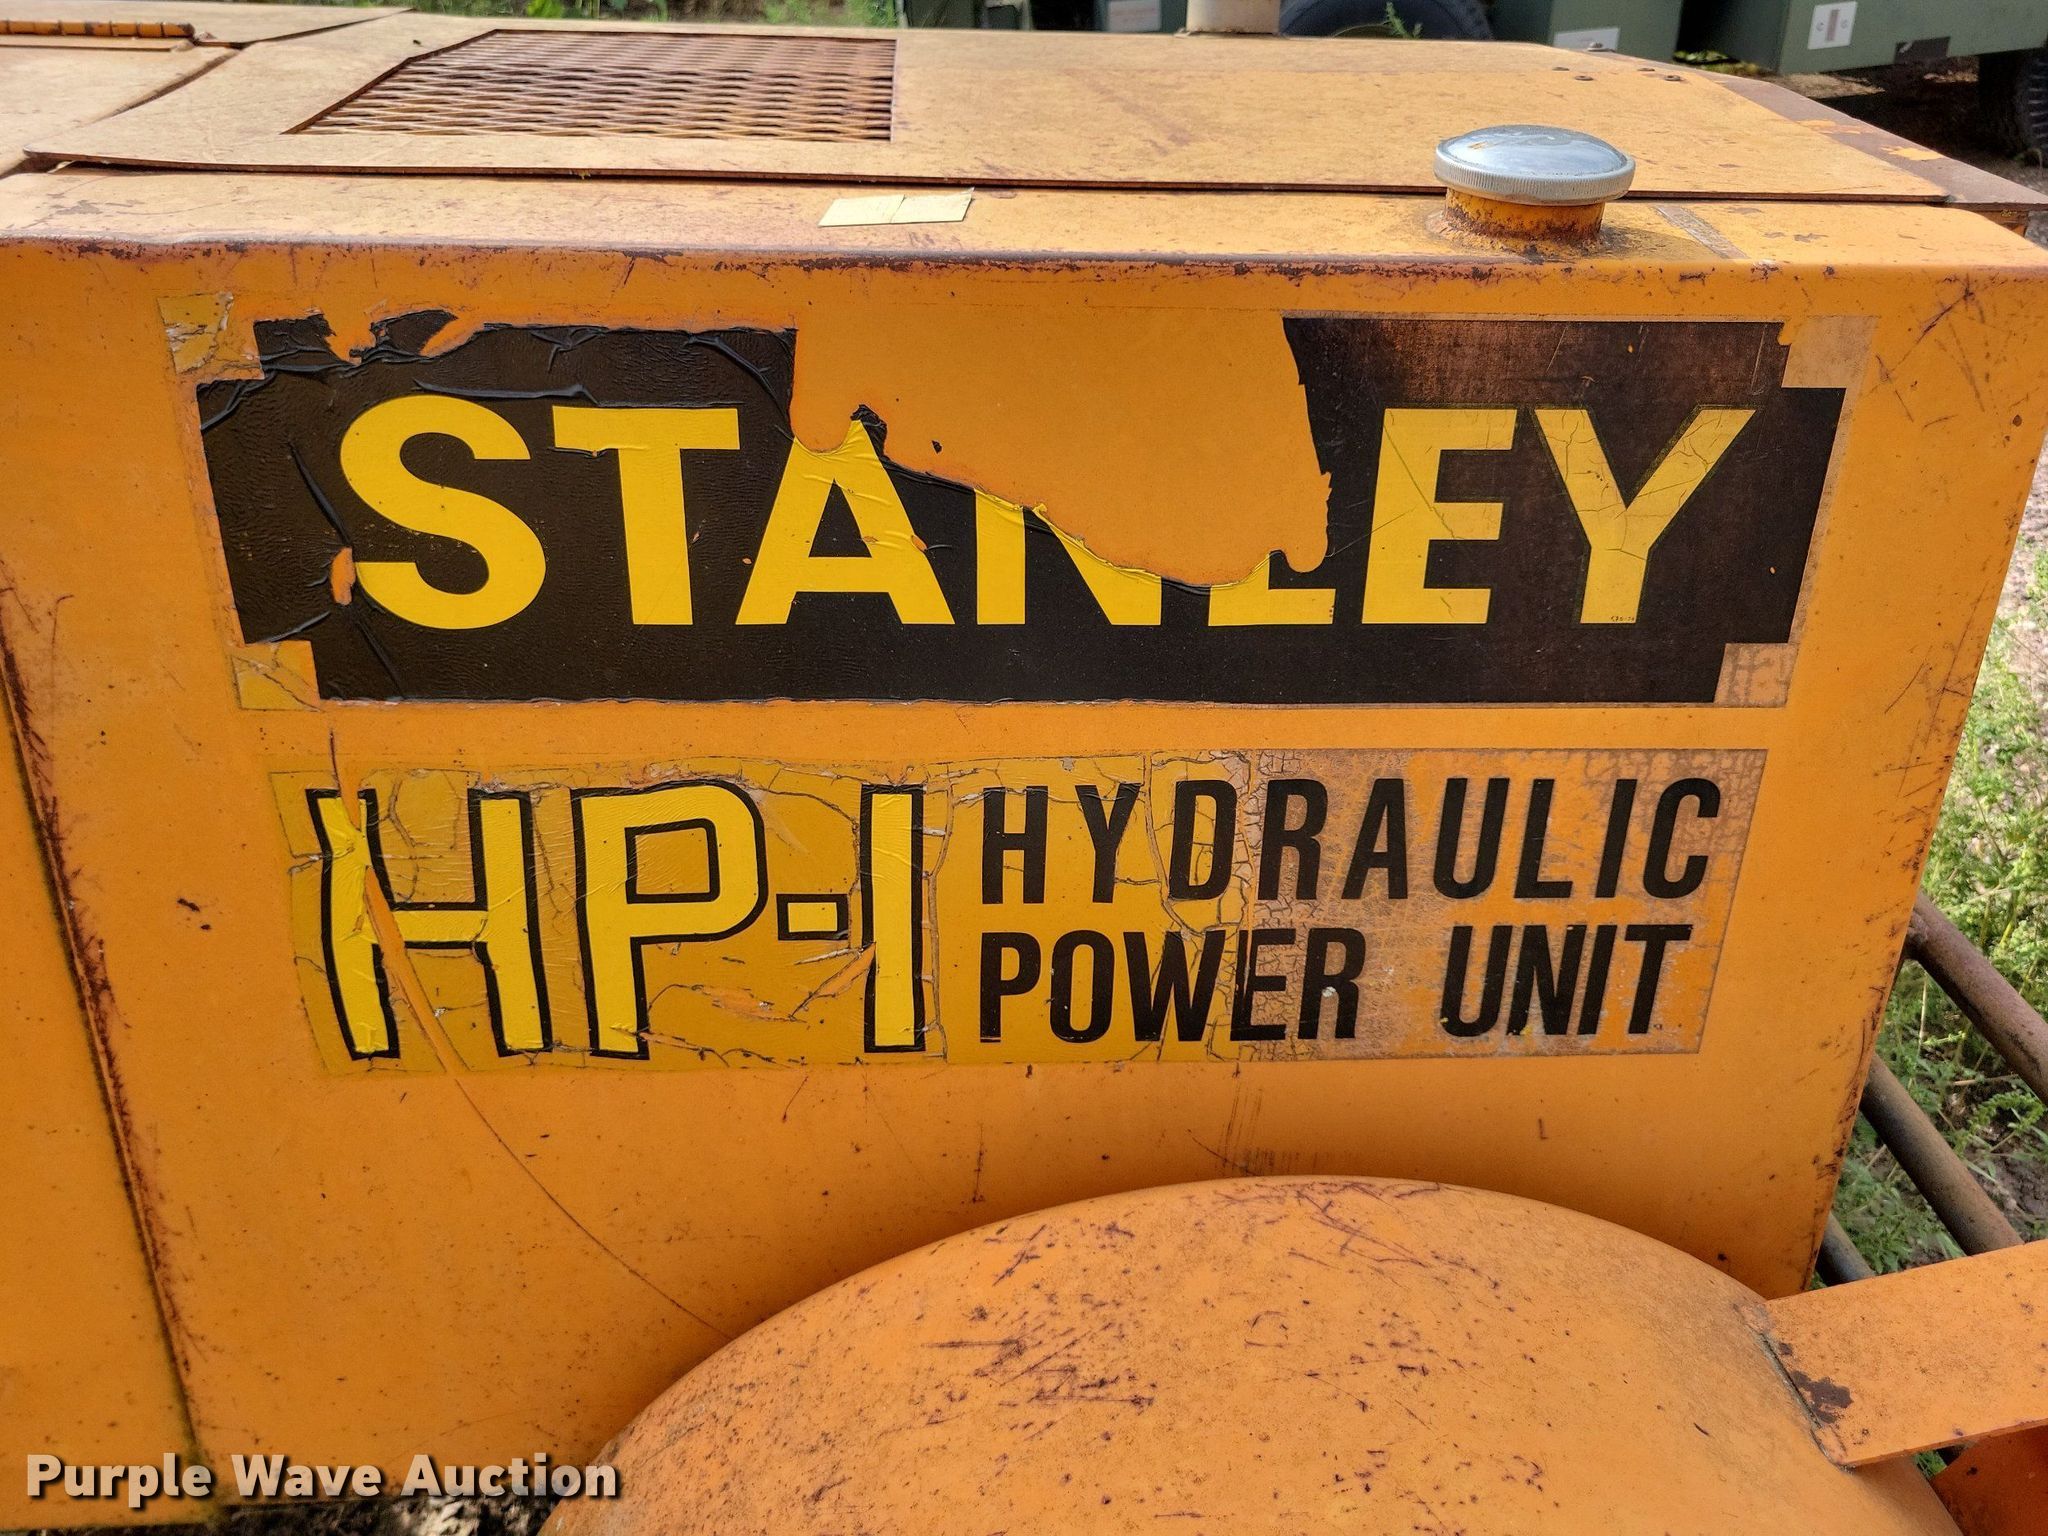 STANLEY
HP-1 HYDRAULIC
POWER UNIT
Purple Wave Auction